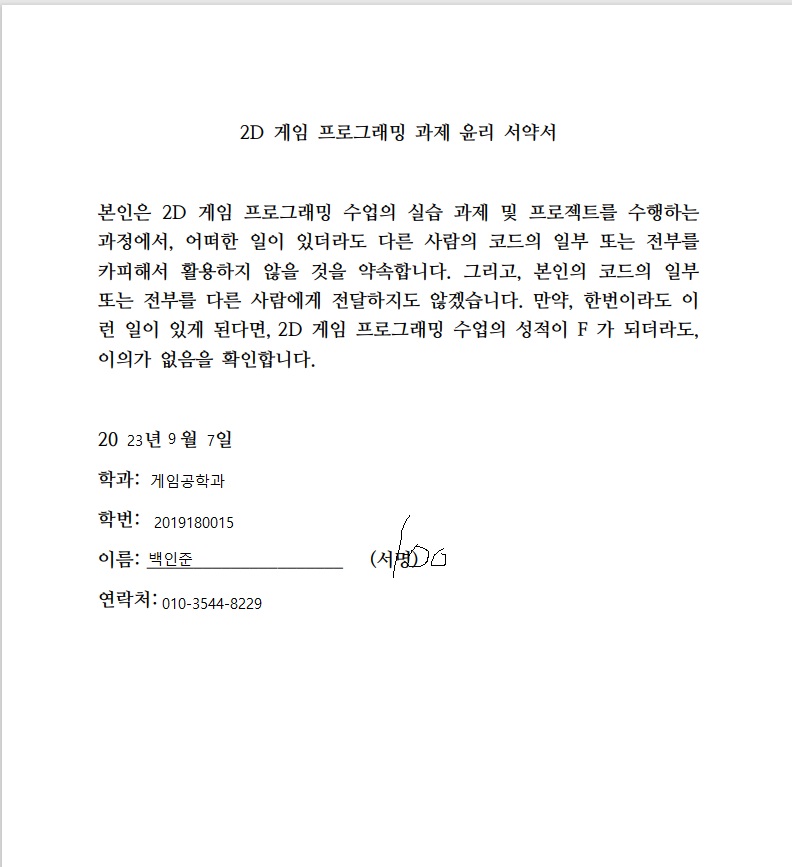 2D 게임 프로그래밍 과제 윤리 서약서
본인은 2D 게임 프로그래밍 수업의 실습 과제 및 프로젝트를 수행하는
과정에서, 어떠한 일이 있더라도 다른 사람의 코드의 일부 또는 전부를
카피해서 활용하지 않을 것을 약속합니다. 그리고, 본인의 코드의 일부
또는 전부를 다른 사람에게 전달하지도 않겠습니다. 만약, 한번이라도 이
런 일이 있게 된다면, 2D 게임 프로그래밍 수업의 성적이 F 가 되더라도,
이의가 없음을 확인합니다.
20 23년 9월 7일
학과: 게임공학과
학번: 2019180015
이름: 백인준 (서명)
연락처: 010-3544-8229